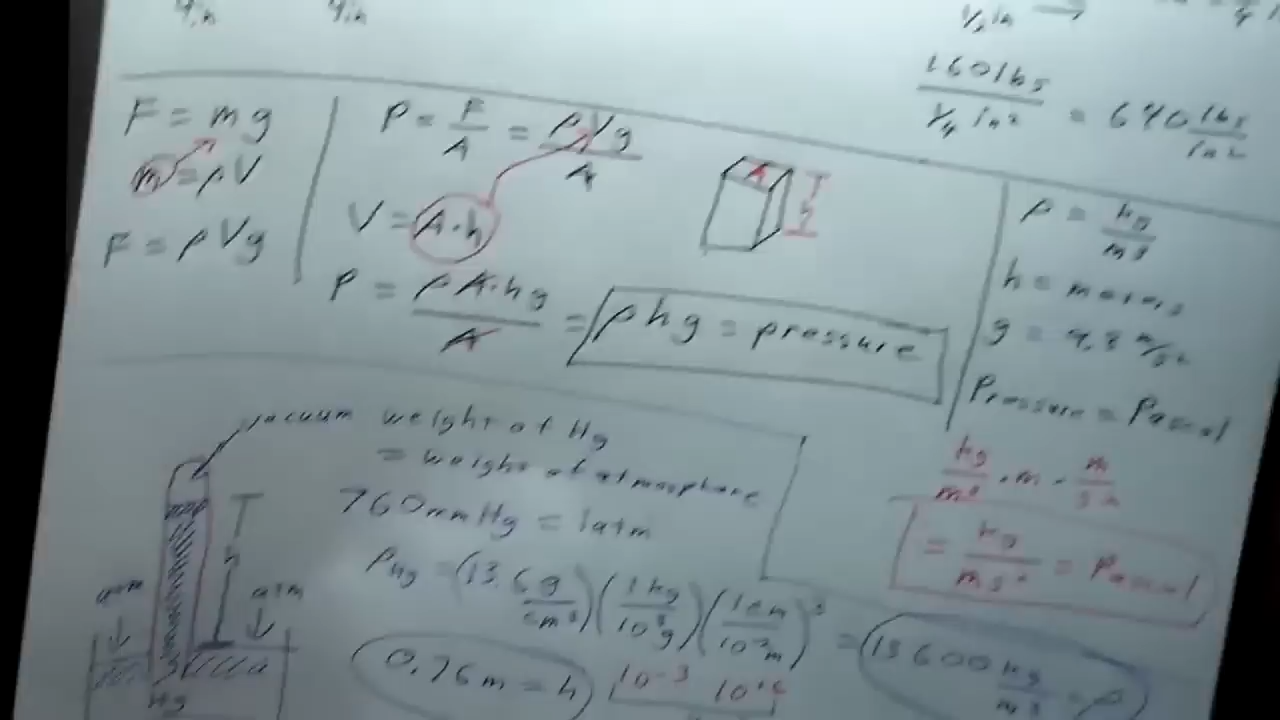 1/2 in →
160 lbs / 1/4 in² = 640 lbs/in²
F = mg
m = ρV
F = ρVg
P = F/A = ρVg/A
V = A·h
P = ρA·hg/A = ρhg = pressure
A
h
ρ = kg/m³
h = meters
g = 9.8 m/s²
Pressure = Pascal
kg/m³ · m · m/s²
= kg/ms² = Pascal
vacuum
weight of Hg
= weight of atmosphere
760 mmHg = 1 atm
ρHg = (13.6 g/cm³)(1 kg/10³ g)(1 cm/10⁻² m)³ = 13600 kg/m³ = ρ
0.76 m = h
10⁻³ 10⁺⁶
atm
h
atm
Hg